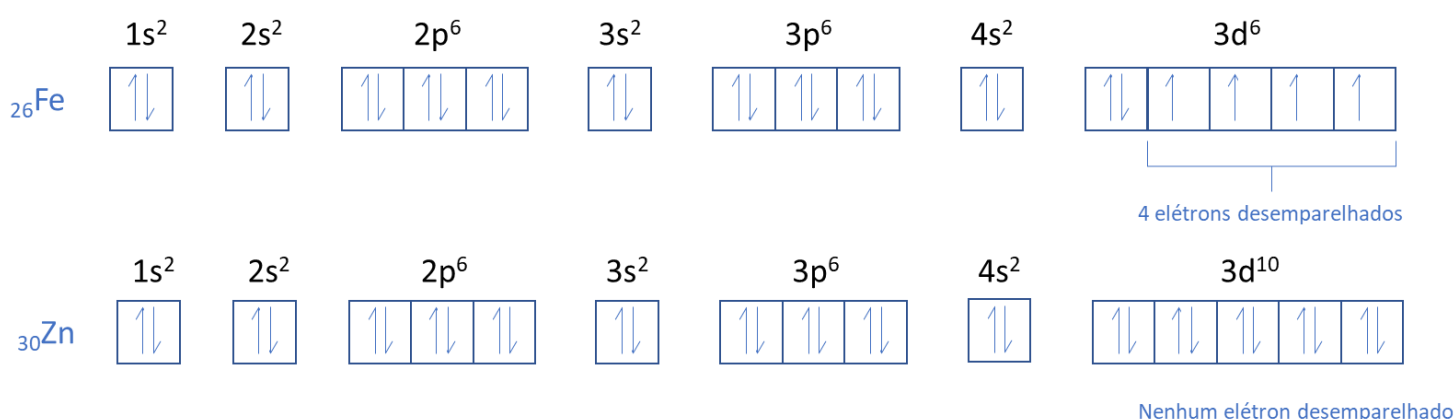 1s² 2s² 2p⁶ 3s² 3p⁶ 4s² 3d⁶
₂₆Fe
4 elétrons desemparelhados
1s² 2s² 2p⁶ 3s² 3p⁶ 4s² 3d¹⁰
₃₀Zn
Nenhum elétron desemparelhado